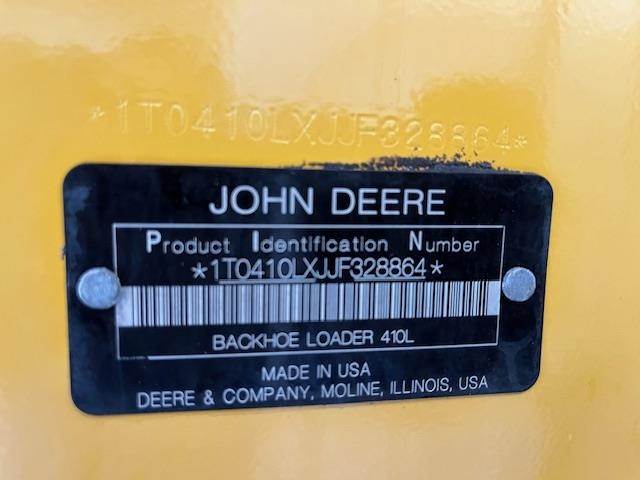 *1T0410LXJJF328864*
JOHN DEERE
Product Identification Number
*1T0410LXJJF328864*
BACKHOE LOADER 410L
MADE IN USA
DEERE & COMPANY, MOLINE, ILLINOIS, USA